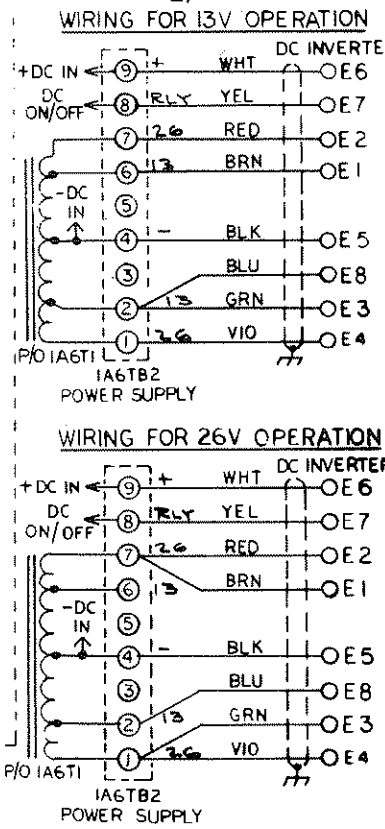 WIRING FOR 13V OPERATION
DC INVERTE
+DC IN 9 + WHT E6
DC ON/OFF 8 RLY YEL E7
7 26 RED E2
6 13 BRN E1
-DC IN 5
4 - BLK E5
3 BLU E8
2 13 GRN E3
1 26 VIO E4
P/O 1A6T1
1A6TB2
POWER SUPPLY
WIRING FOR 26V OPERATION
DC INVERTER
+DC IN 9 + WHT E6
DC ON/OFF 8 RLY YEL E7
7 26 RED E2
6 13 BRN E1
-DC IN 5
4 - BLK E5
3 BLU E8
2 13 GRN E3
1 26 VIO E4
P/O 1A6T1
1A6TB2
POWER SUPPLY